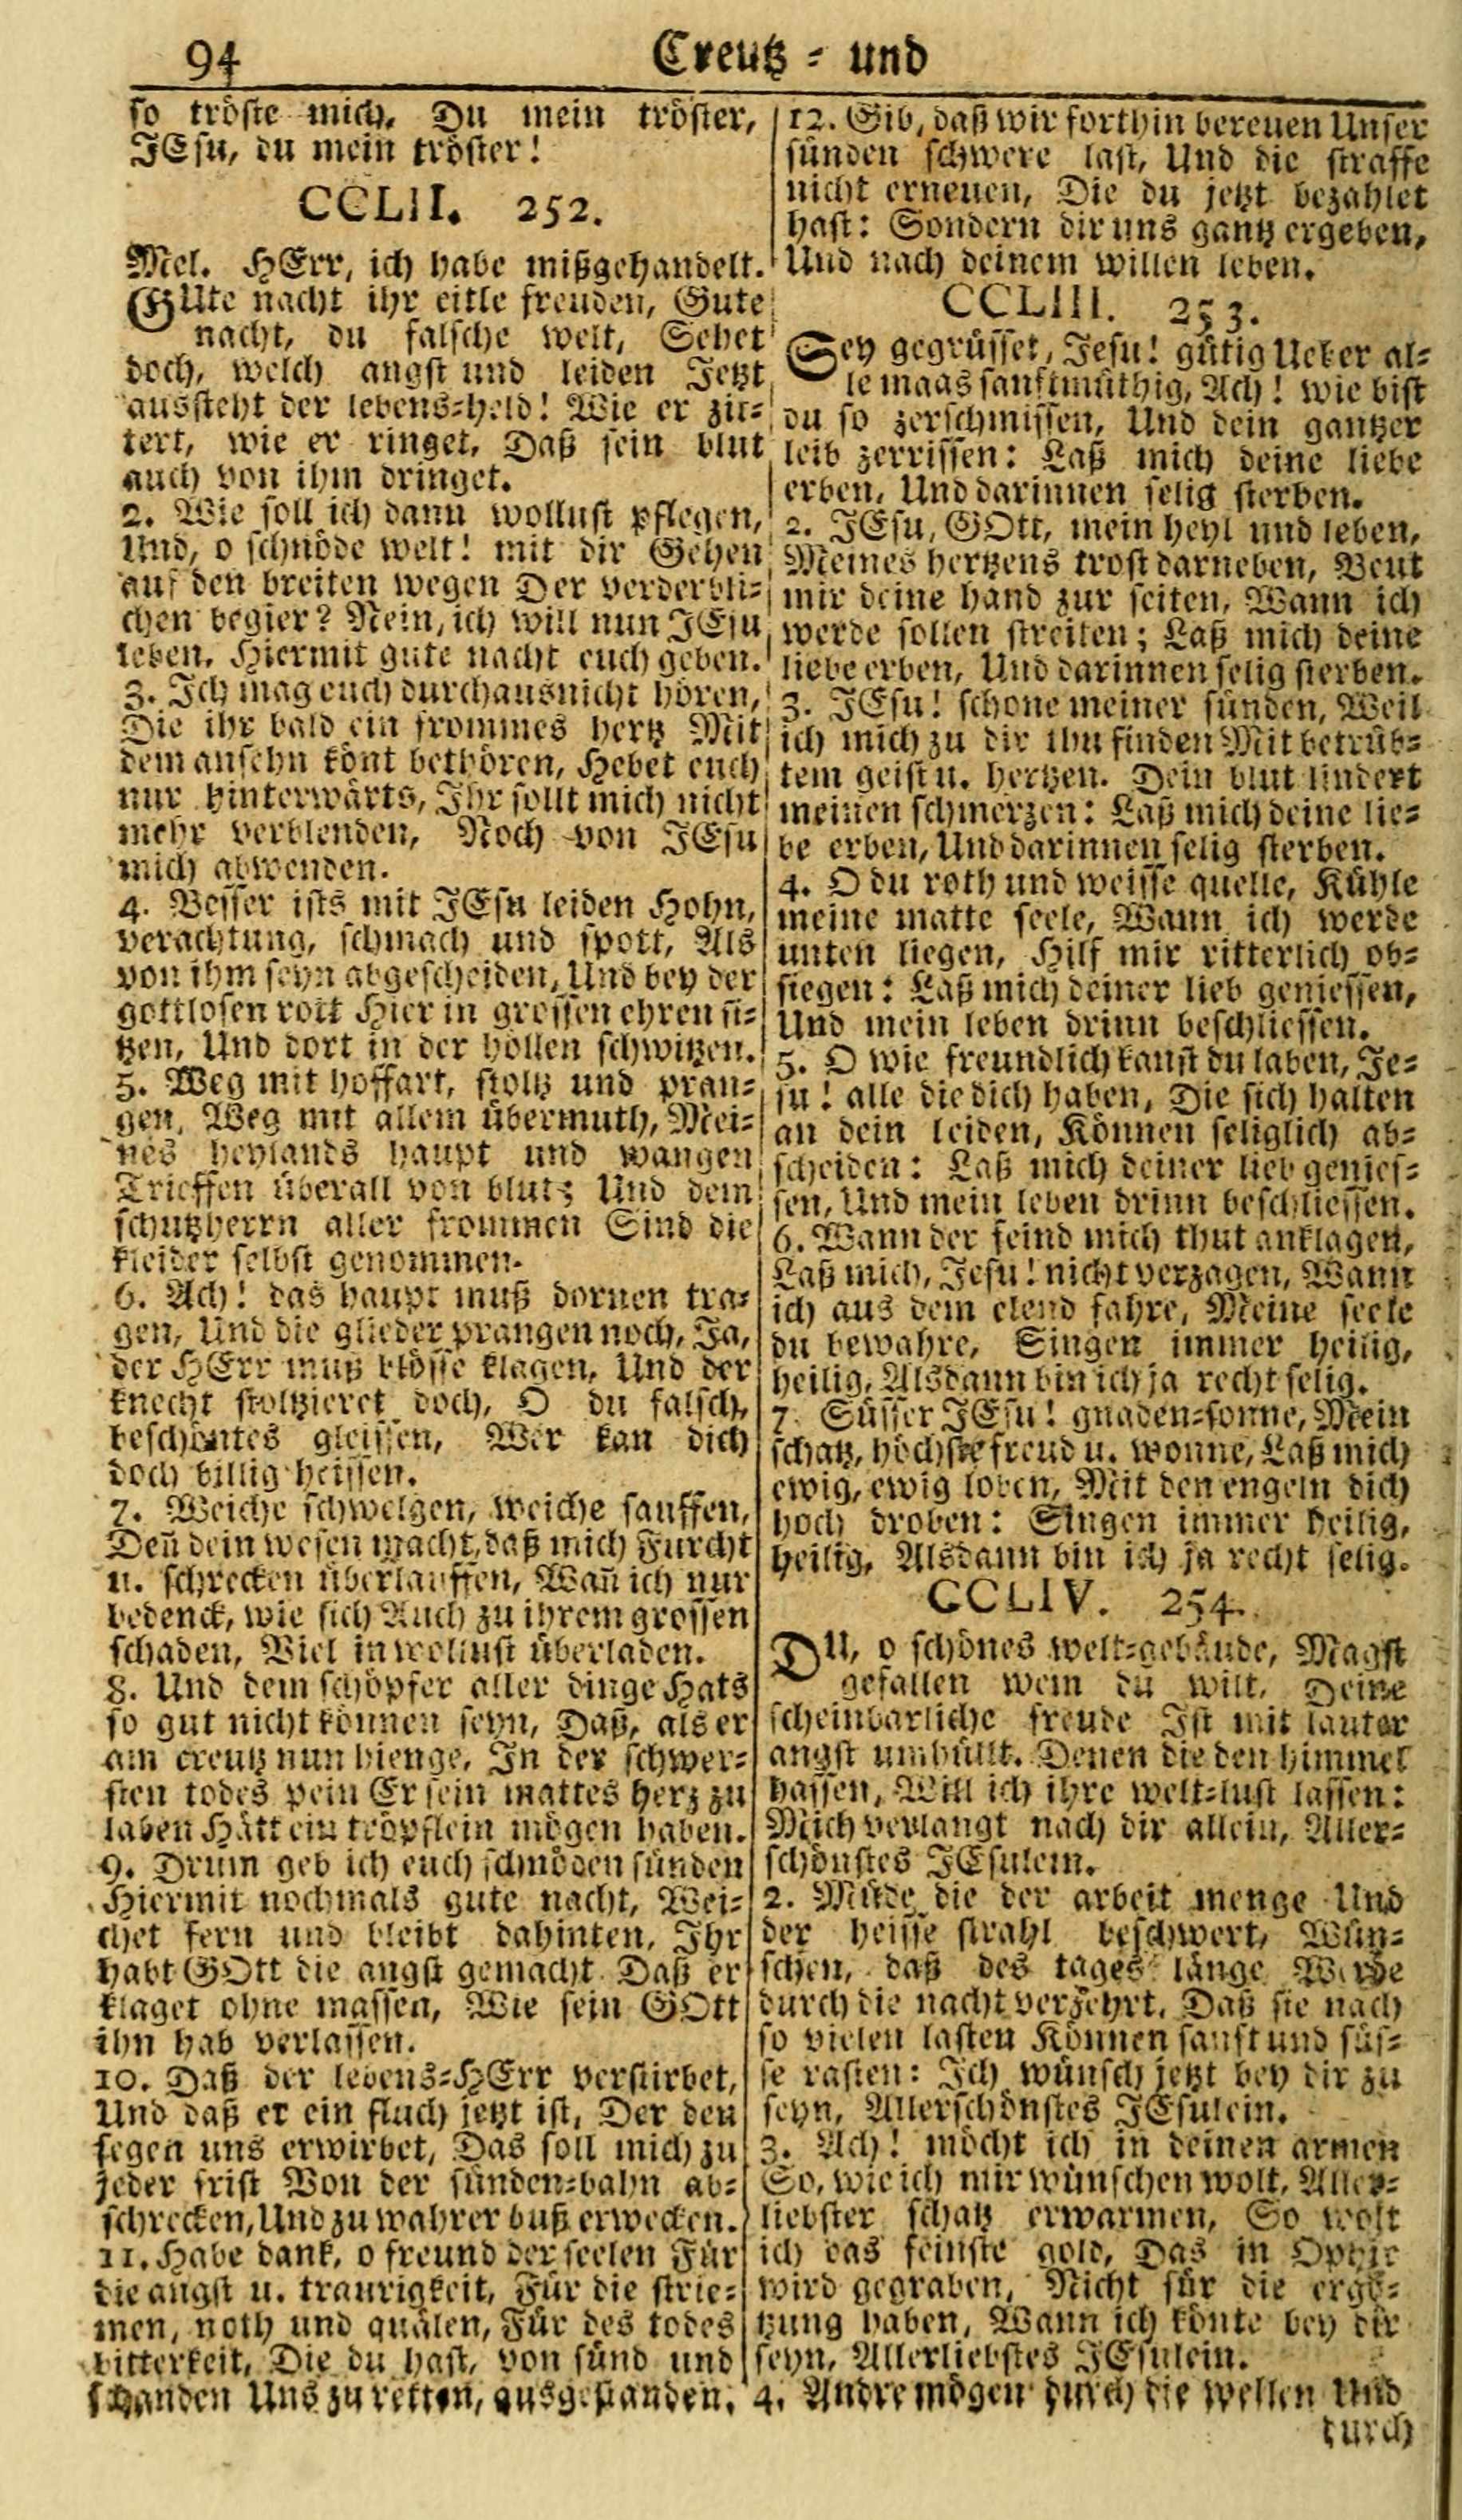 94
Creutz - und
so tröste mich, Du mein tröster,
JEsu, du mein tröster!
CCLII. 252.
Mel. HErr, ich habe mißgehandelt.
GUte nacht ihr eitle freuden, Gute
nacht, du falsche welt, Sehet
doch, welch angst und leiden Jetzt
aussteht der lebens-held! Wie er zit-
tert, wie er ringet, Daß sein blut
auch von ihm dringet.
2. Wie soll ich dann wollust pflegen,
Und, o schnöde welt! mit dir Gehen
auf den breiten wegen Der verderbli-
chen begier? Nein, ich will nun JEsu
leben, Hiermit gute nacht euch geben.
3. Ich mag euch durchaus nicht hören,
Die ihr bald ein frommes hertz Mit
dem ansehn könt bethören, Hebet euch
nur hinterwärts, Ihr sollt mich nicht
mehr verblenden, Noch von JEsu
mich abwenden.
4. Besser ists mit JEsu leiden Hohn,
verachtung, schmach und spott, Als
von ihm seyn abgescheiden, Und bey der
gottlosen rott Hier in grossen ehren si-
tzen, Und dort in der höllen schwitzen.
5. Weg mit hoffart, stoltz und pran-
gen, Weg mit allem übermuth, Mei-
nes heylands haupt und wangen
Trieffen überall von blut; Und dem
schutzherrn aller frommen Sind die
kleider selbst genommen.
6. Ach! das haupt muß dornen tra-
gen, Und die glieder prangen noch, Ja,
der HErr muß blösse klagen, Und der
knecht stoltzieret doch, O du falsch,
beschöntes gleissen, Wer kan dich
doch billig heissen.
7. Weiche schwelgen, weiche sauffen,
Deñ dein wesen macht, daß mich Furcht
u. schrecken überlauffen, Wañ ich nur
bedenck, wie sich Auch zu ihrem grossen
schaden, Viel in wollust überladen.
8. Und dem schöpfer aller dinge Hats
so gut nicht können seyn, Daß, als er
am creutz nun hienge, In der schwer-
sten todes pein Er sein mattes herz zu
laben Hätt ein tröpflein mögen haben.
9. Drum geb ich euch schnöden sünden
Hiermit nochmals gute nacht, Wei-
chet fern und bleibt dahinten, Ihr
habt GOtt die angst gemacht Daß er
klaget ohne massen, Wie sein GOtt
ihn hab verlassen.
10. Daß der lebens-HErr verstirbet,
Und daß er ein fluch jetzt ist, Der den
segen uns erwirbet, Das soll mich zu
jeder frist Von der sünden-bahn ab-
schrecken, Und zu wahrer buß erwecken.
11. Habe dank, o freund der seelen Für
die angst u. traurigkeit, Für die strie-
men, noth und quälen, Für des todes
bitterkeit, Die du hast, von sünd und
schanden Uns zu retten, ausgestanden.
12. Gib, daß wir forthin bereuen Unser
sünden schwere last, Und die straffe
nicht erneuen, Die du jetzt bezahlet
hast: Sondern dir uns gantz ergeben,
Und nach deinem willen leben.
CCLIII. 253.
Sey gegrüsset, Jesu! gütig Ueber al-
le maas sanftmüthig, Ach! wie bist
du so zerschmissen, Und dein gantzer
leib zerrissen: Laß mich deine liebe
erben, Und darinnen selig sterben.
2. JEsu, GOtt, mein heyl und leben,
Meines hertzens trost darneben, Beut
mir deine hand zur seiten, Wann ich
werde sollen streiten; Laß mich deine
liebe erben, Und darinnen selig sterben.
3. JEsu! schone meiner sünden, Weil
ich mich zu dir thu finden Mit betrüb-
tem geist u. hertzen. Dein blut lindert
meinen schmerzen: Laß mich deine lie-
be erben, Und darinnen selig sterben.
4. O du roth und weisse quelle, Kühle
meine matte seele, Wann ich werde
unten liegen, Hilf mir ritterlich ob-
siegen: Laß mich deiner lieb geniessen,
Und mein leben drinn beschliessen.
5. O wie freundlich kanst du laben, Je-
su! alle die dich haben, Die sich halten
an dein leiden, Können seliglich ab-
scheiden: Laß mich deiner lieb genies-
sen, Und mein leben drinn beschliessen.
6. Wann der feind mich thut anklagen,
Laß mich, Jesu! nicht verzagen, Wann
ich aus dem elend fahre, Meine seele
du bewahre, Singen immer heilig,
heilig, Alsdann bin ich ja recht selig.
7 Süsser JEsu! gnaden-sonne, Mein
schatz, höchste freud u. wonne, Laß mich
ewig, ewig loben, Mit den engeln dich
hoch droben: Singen immer heilig,
heilig, Alsdann bin ich ja recht selig.
CCLIV. 254.
DU, o schönes welt-gebäude, Magst
gefallen wem du wilt, Deine
scheinbarliche freude Ist mit lauter
angst umhüllt. Denen die den himmel
hassen, Will ich ihre welt-lust lassen:
Mich verlangt nach dir allein, Aller-
schönstes JEsulein.
2. Müde die der arbeit menge Und
der heisse strahl beschwert, Wün-
schen, daß des tages länge Werde
durch die nacht verzehrt, Daß sie nach
so vielen lasten Können sanft und süs-
se rasten: Ich wünsch jetzt bey dir zu
seyn, Allerschönstes JEsulein.
3. Ach! möcht ich in deinen armen
So, wie ich mir wünschen wolt, Aller-
liebster schatz erwarmen, So wolt
ich das feinste gold, Das in Ophir
wird gegraben, Nicht für die ergö-
tzung haben, Wann ich könte bey dir
seyn, Allerliebstes JEsulein.
4. Andre mögen durch die wellen Und
durch